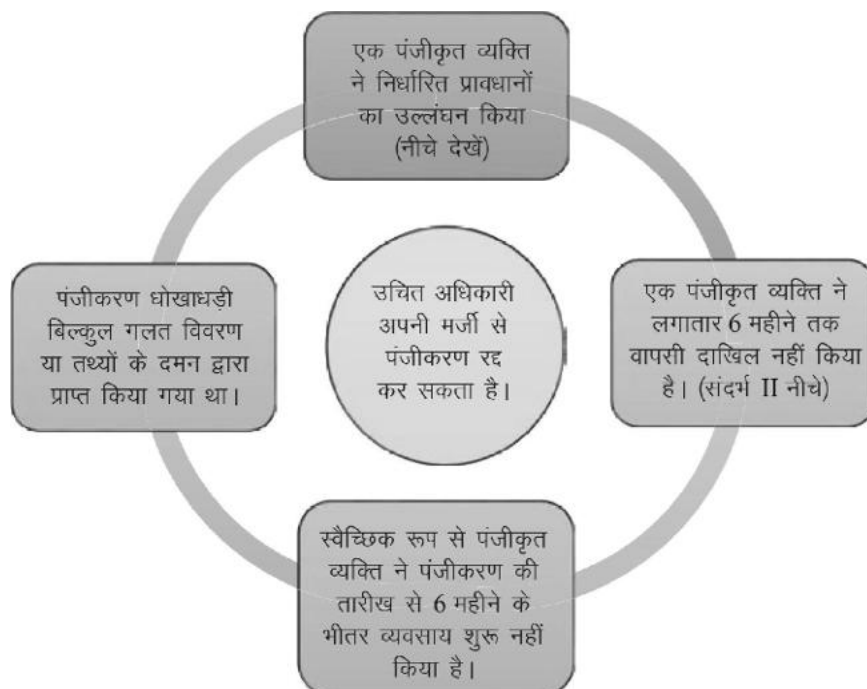 एक पंजीकृत व्यक्ति
ने निर्धारित प्रावधानों
का उल्लंघन किया
(नीचे देखें)
पंजीकरण धोखाधड़ी
बिल्कुल गलत विवरण
या तथ्यों के दमन द्वारा
प्राप्त किया गया था।
उचित अधिकारी
अपनी मर्जी से
पंजीकरण रद्द
कर सकता है।
एक पंजीकृत व्यक्ति ने
लगातार 6 महीने तक
वापसी दाखिल नहीं किया
है। (संदर्भ II नीचे)
स्वैच्छिक रूप से पंजीकृत
व्यक्ति ने पंजीकरण की
तारीख से 6 महीने के
भीतर व्यवसाय शुरू नहीं
किया है।